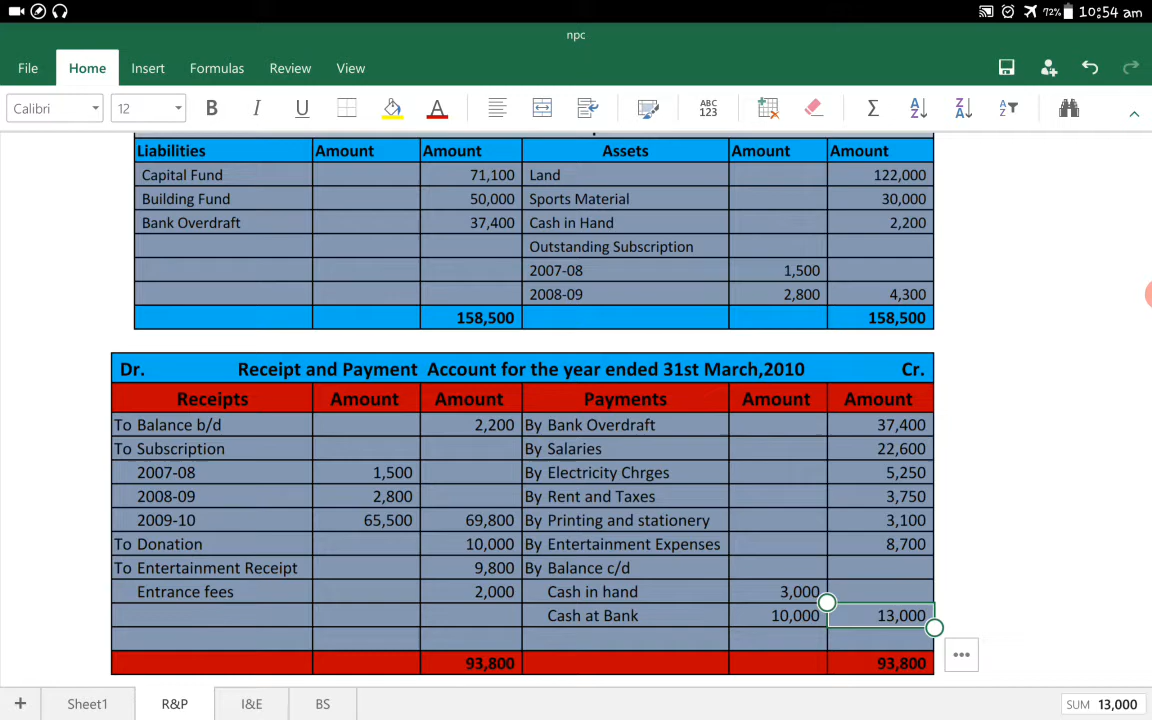 72% 10:54 am
npc
File Home Insert Formulas Review View
Calibri 12 B I U A ABC 123 Σ A Z Z A A Z
Liabilities Amount Amount Assets Amount Amount
Capital Fund 71,100 Land 122,000
Building Fund 50,000 Sports Material 30,000
Bank Overdraft 37,400 Cash in Hand 2,200
Outstanding Subscription
2007-08 1,500
2008-09 2,800 4,300
158,500 158,500
Dr. Receipt and Payment Account for the year ended 31st March,2010 Cr.
Receipts Amount Amount Payments Amount Amount
To Balance b/d 2,200 By Bank Overdraft 37,400
To Subscription By Salaries 22,600
2007-08 1,500 By Electricity Chrges 5,250
2008-09 2,800 By Rent and Taxes 3,750
2009-10 65,500 69,800 By Printing and stationery 3,100
To Donation 10,000 By Entertainment Expenses 8,700
To Entertainment Receipt 9,800 By Balance c/d
Entrance fees 2,000 Cash in hand 3,000
Cash at Bank 10,000 13,000
93,800 93,800
+ Sheet1 R&P I&E BS SUM 13,000